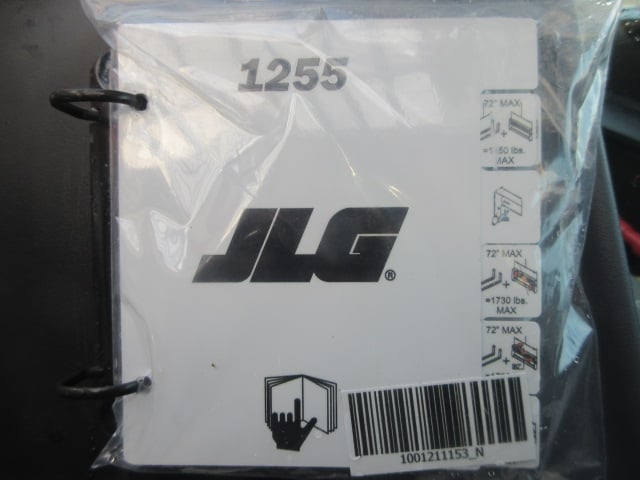 1255
72" MAX
+
MAX
JLG®
72" MAX
+
=1730 lbs.
MAX
72" MAX
+
1001211153_N